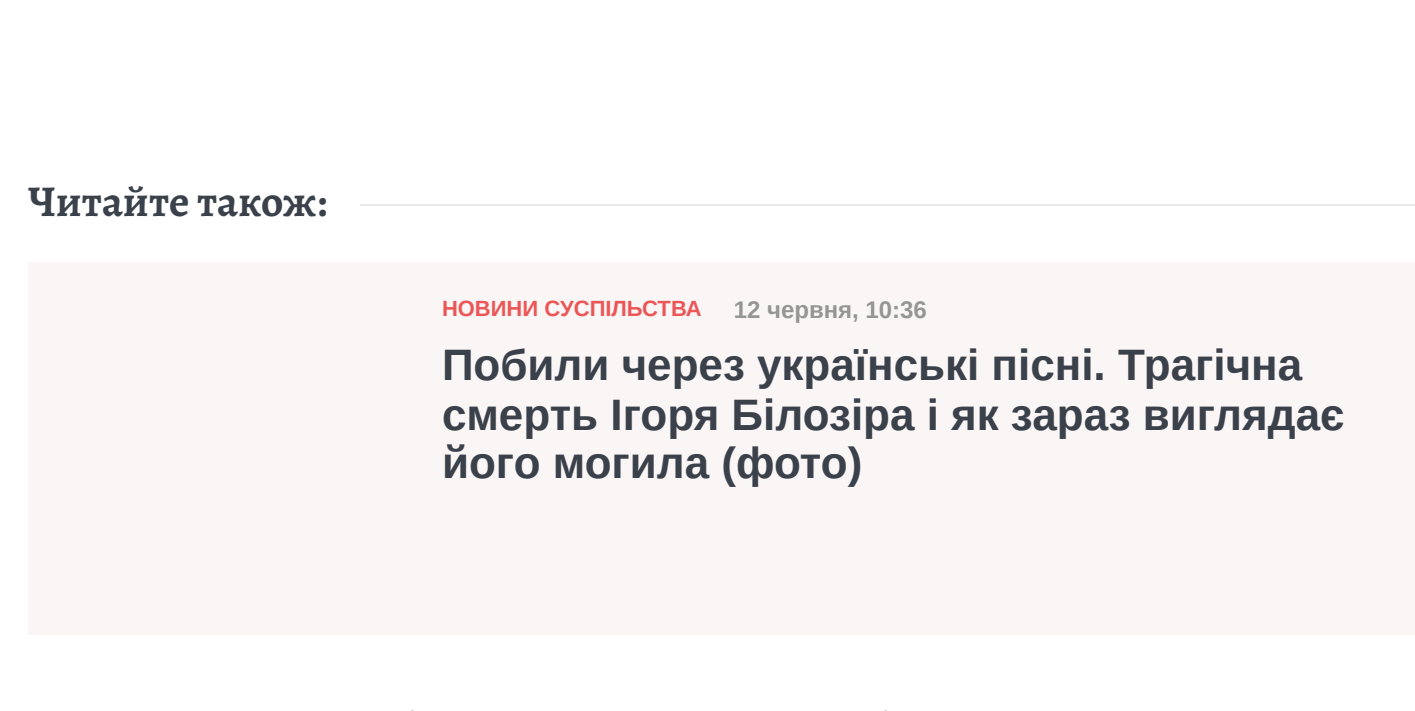 Читайте також:
НОВИНИ СУСПІЛЬСТВА 12 червня, 10:36
Побили через українські пісні. Трагічна
смерть Ігоря Білозіра і як зараз виглядає
його могила (фото)